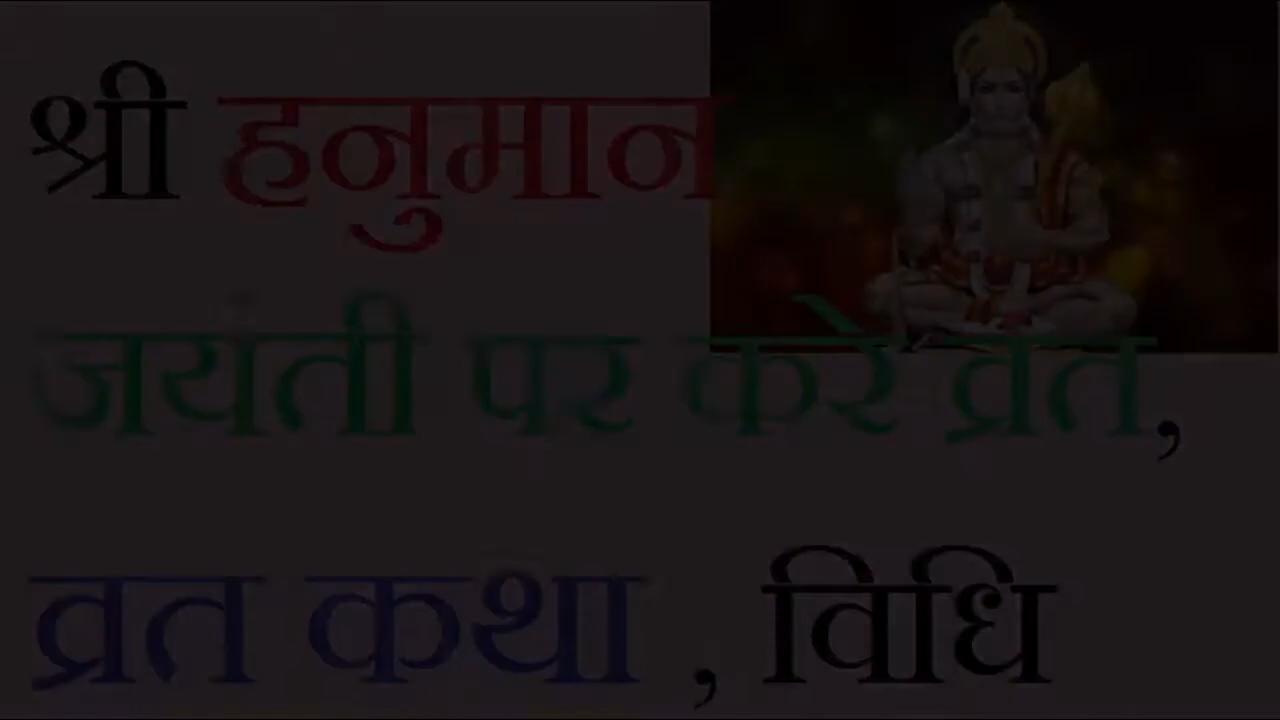 श्री हनुमान
जयंती पर करे व्रत,
व्रत कथा , विधि